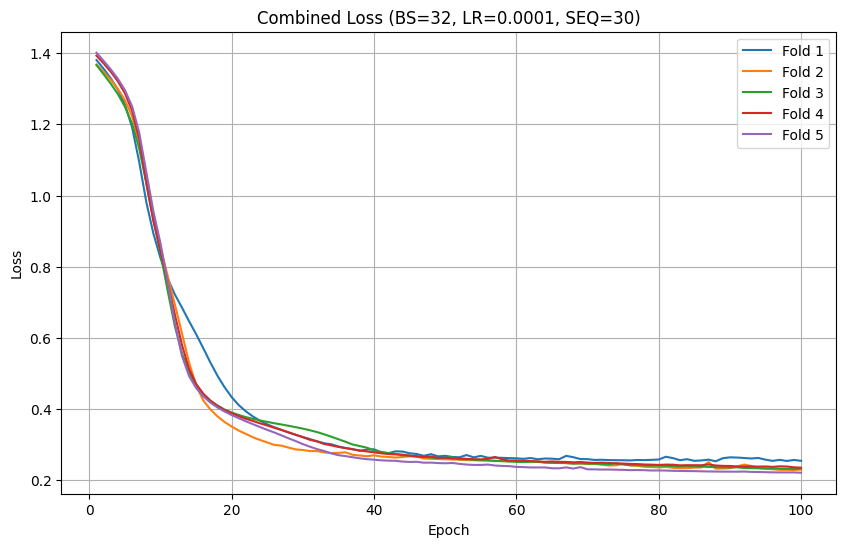 Combined Loss (BS=32, LR=0.0001, SEQ=30)
Fold 1
Fold 2
Fold 3
Fold 4
Fold 5
Loss
1.4
1.2
1.0
0.8
0.6
0.4
0.2
0 20 40 60 80 100
Epoch